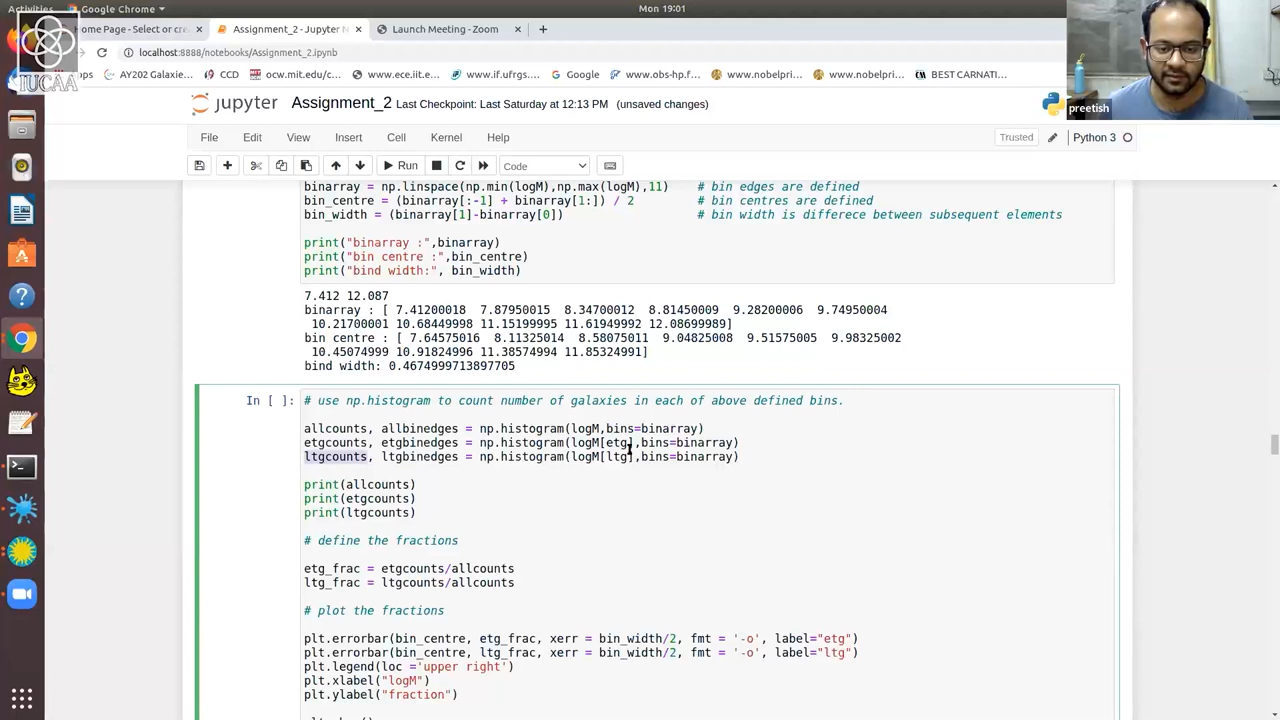 Activities
Google Chrome
Mon 19:01
Home Page - Select or cre
Assignment_2 - Jupyter N
Launch Meeting - Zoom
localhost:8888/notebooks/Assignment_2.ipynb
AY202 Galaxie
CCD
ocw.mit.edu/c...
www.ece.iit.e...
www.if.ufrgs....
Google
www.obs-hp.f...
www.nobelpri...
www.nobelpri...
BEST CARNATI...
IUCAA
preetish
jupyter
Assignment_2 Last Checkpoint: Last Saturday at 12:13 PM (unsaved changes)
File Edit View Insert Cell Kernel Help
Trusted
Python 3
Run
Code
binarray = np.linspace(np.min(logM),np.max(logM),11) # bin edges are defined
bin_centre = (binarray[:-1] + binarray[1:]) / 2 # bin centres are defined
bin_width = (binarray[1]-binarray[0]) # bin width is differece between subsequent elements
print("binarray :",binarray)
print("bin centre :",bin_centre)
print("bind width:", bin_width)
7.412 12.087
binarray : [ 7.41200018 7.87950015 8.34700012 8.81450009 9.28200006 9.74950004
10.21700001 10.68449998 11.15199995 11.61949992 12.08699989]
bin centre : [ 7.64575016 8.11325014 8.58075011 9.04825008 9.51575005 9.98325002
10.45074999 10.91824996 11.38574994 11.85324991]
bind width: 0.4674999713897705
In [ ]:
# use np.histogram to count number of galaxies in each of above defined bins.
allcounts, allbinedges = np.histogram(logM,bins=binarray)
etgcounts, etgbinedges = np.histogram(logM[etg],bins=binarray)
ltgcounts, ltgbinedges = np.histogram(logM[ltg],bins=binarray)
print(allcounts)
print(etgcounts)
print(ltgcounts)
# define the fractions
etg_frac = etgcounts/allcounts
ltg_frac = ltgcounts/allcounts
# plot the fractions
plt.errorbar(bin_centre, etg_frac, xerr = bin_width/2, fmt = '-o', label="etg")
plt.errorbar(bin_centre, ltg_frac, xerr = bin_width/2, fmt = '-o', label="ltg")
plt.legend(loc ='upper right')
plt.xlabel("logM")
plt.ylabel("fraction")